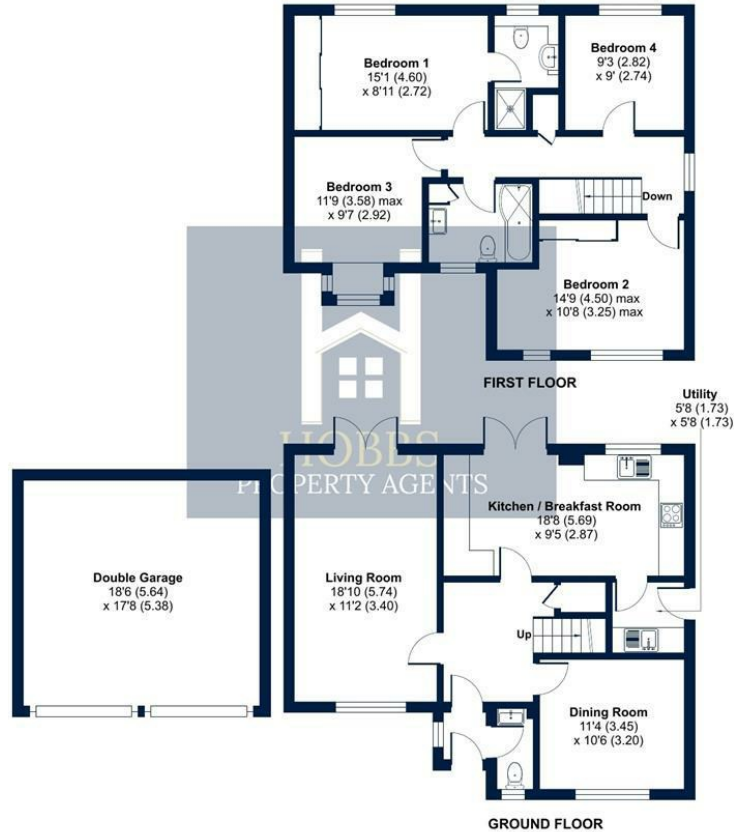 Bedroom 1
15'1 (4.60)
x 8'11 (2.72)
Bedroom 4
9'3 (2.82)
x 9' (2.74)
Bedroom 3
11'9 (3.58) max
x 9'7 (2.92)
Down
Bedroom 2
14'9 (4.50) max
x 10'8 (3.25) max
FIRST FLOOR
Utility
5'8 (1.73)
x 5'8 (1.73)
HOBBS
PROPERTY AGENTS
Kitchen / Breakfast Room
18'8 (5.69)
x 9'5 (2.87)
Double Garage
18'6 (5.64)
x 17'8 (5.38)
Living Room
18'10 (5.74)
x 11'2 (3.40)
Up
Dining Room
11'4 (3.45)
x 10'6 (3.20)
GROUND FLOOR